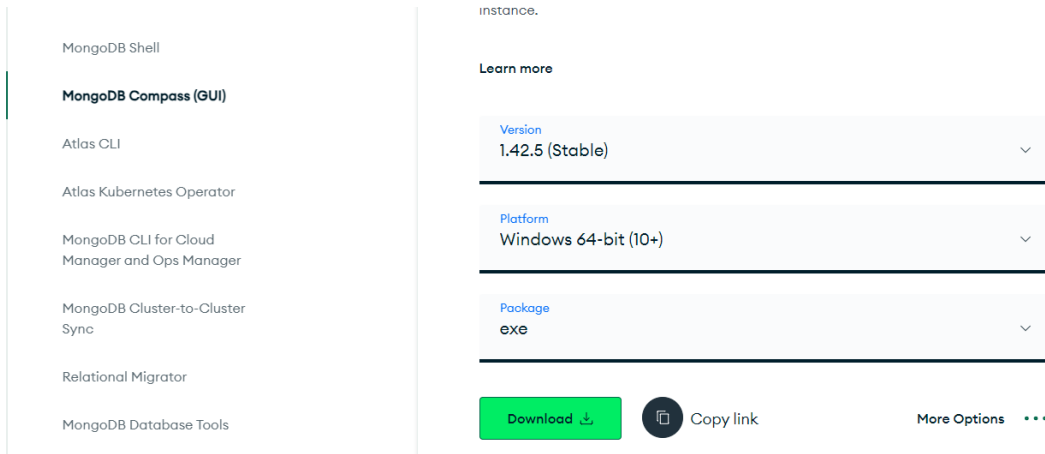 MongoDB Shell
MongoDB Compass (GUI)
Atlas CLI
Atlas Kubernetes Operator
MongoDB CLI for Cloud
Manager and Ops Manager
MongoDB Cluster-to-Cluster
Sync
Relational Migrator
MongoDB Database Tools
instance.
Learn more
Version
1.42.5 (Stable)
Platform
Windows 64-bit (10+)
Package
exe
Download
Copy link
More Options